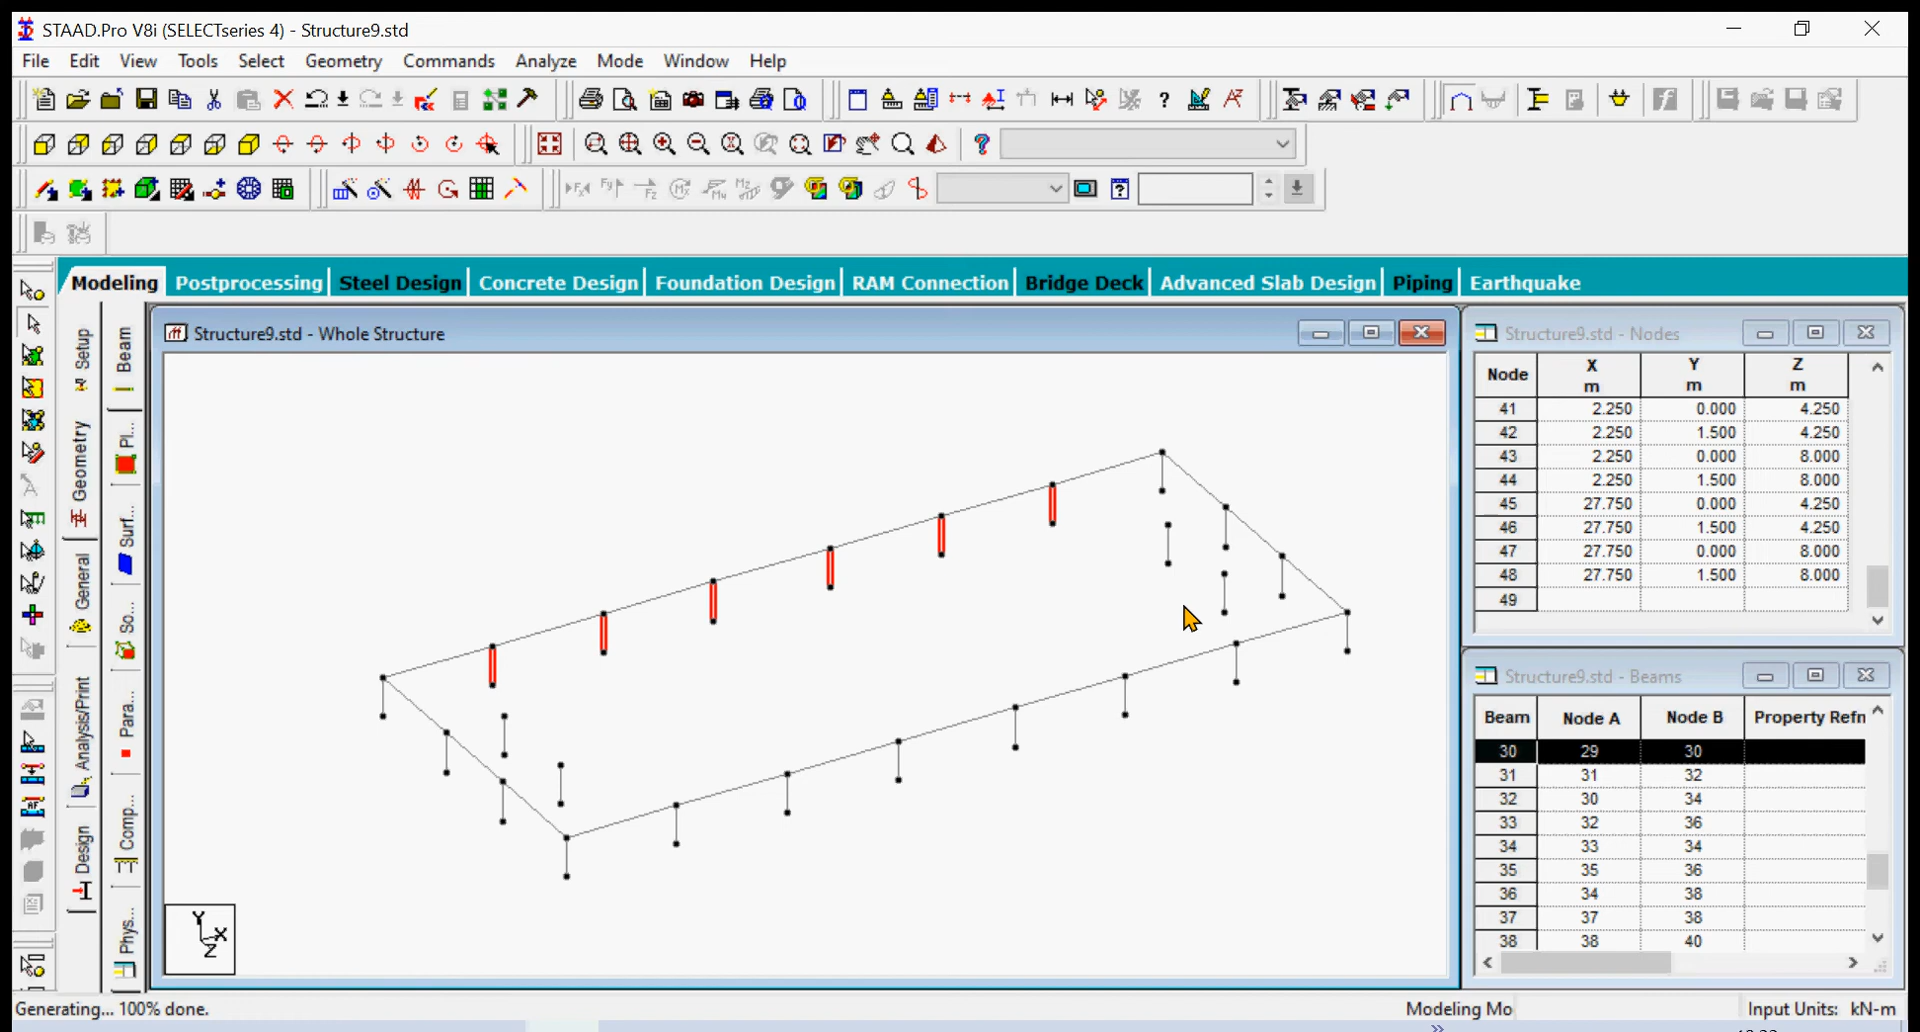 STAAD.Pro V8i (SELECTseries 4) - Structure9.std
File Edit View Tools Select Geometry Commands Analyze Mode Window Help
Modeling Postprocessing Steel Design Concrete Design Foundation Design RAM Connection Bridge Deck Advanced Slab Design Piping Earthquake
Setup
Geometry
General
Analysis/Print
Design
Beam
Pl...
Surf...
So...
Para...
Comp...
Phys...
Structure9.std - Whole Structure
Y
X
Z
Structure9.std - Nodes
Node X m Y m Z m
41 2.250 0.000 4.250
42 2.250 1.500 4.250
43 2.250 0.000 8.000
44 2.250 1.500 8.000
45 27.750 0.000 4.250
46 27.750 1.500 4.250
47 27.750 0.000 8.000
48 27.750 1.500 8.000
49
Structure9.std - Beams
Beam Node A Node B Property Refn
30 29 30
31 31 32
32 30 34
33 32 36
34 33 34
35 35 36
36 34 38
37 37 38
38 38 40
Generating... 100% done.
Modeling Mo
Input Units: kN-m